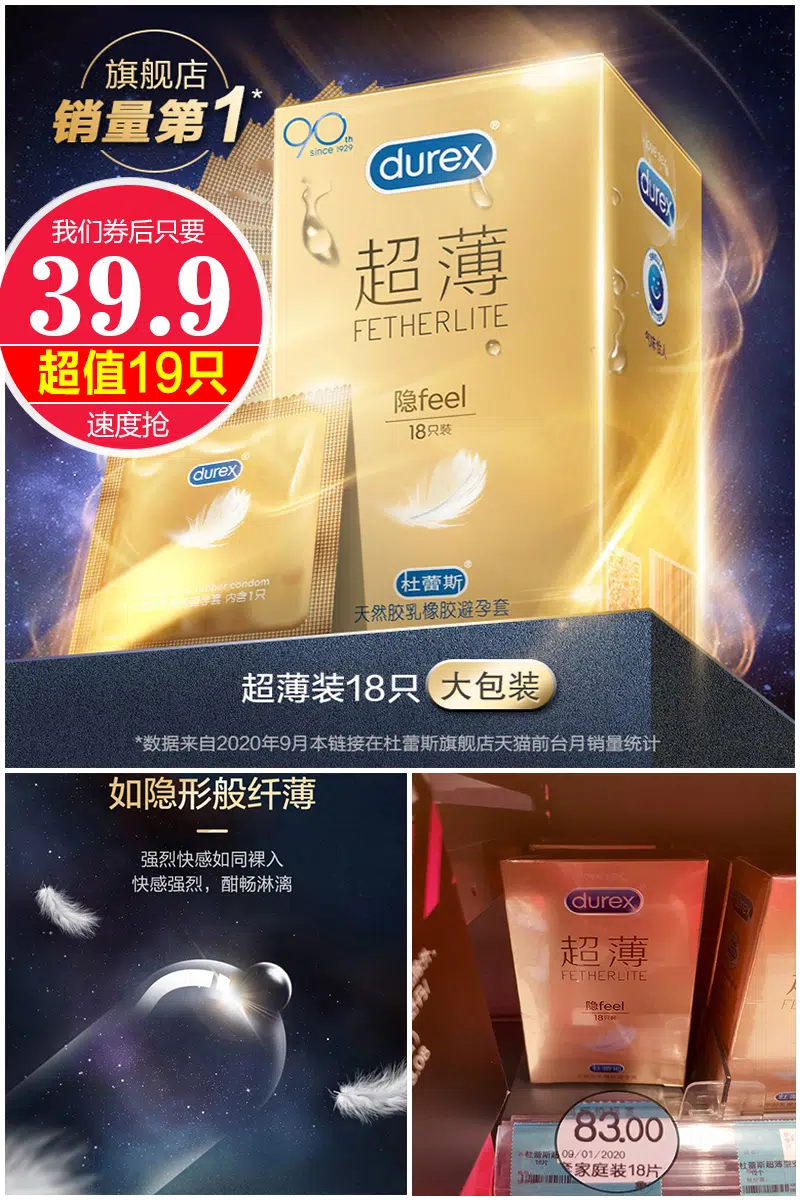 旗舰店
销量第1*
我们券后只要
39.9
超值19只
速度抢
90th
since 1929
durex®
超薄
FETHERLITE
隐feel
18只装
杜蕾斯®
天然胶乳橡胶避孕套
durex
durex®
condom
内含1只
超薄装18只 大包装
*数据来自2020年9月本链接在杜蕾斯旗舰店天猫前台月销量统计
如隐形般纤薄
强烈快感如同裸入
快感强烈，酣畅淋漓
durex
超薄
FETHERLITE
隐feel
18只装
杜蕾斯
83.00
09/01/2020
家庭装18片